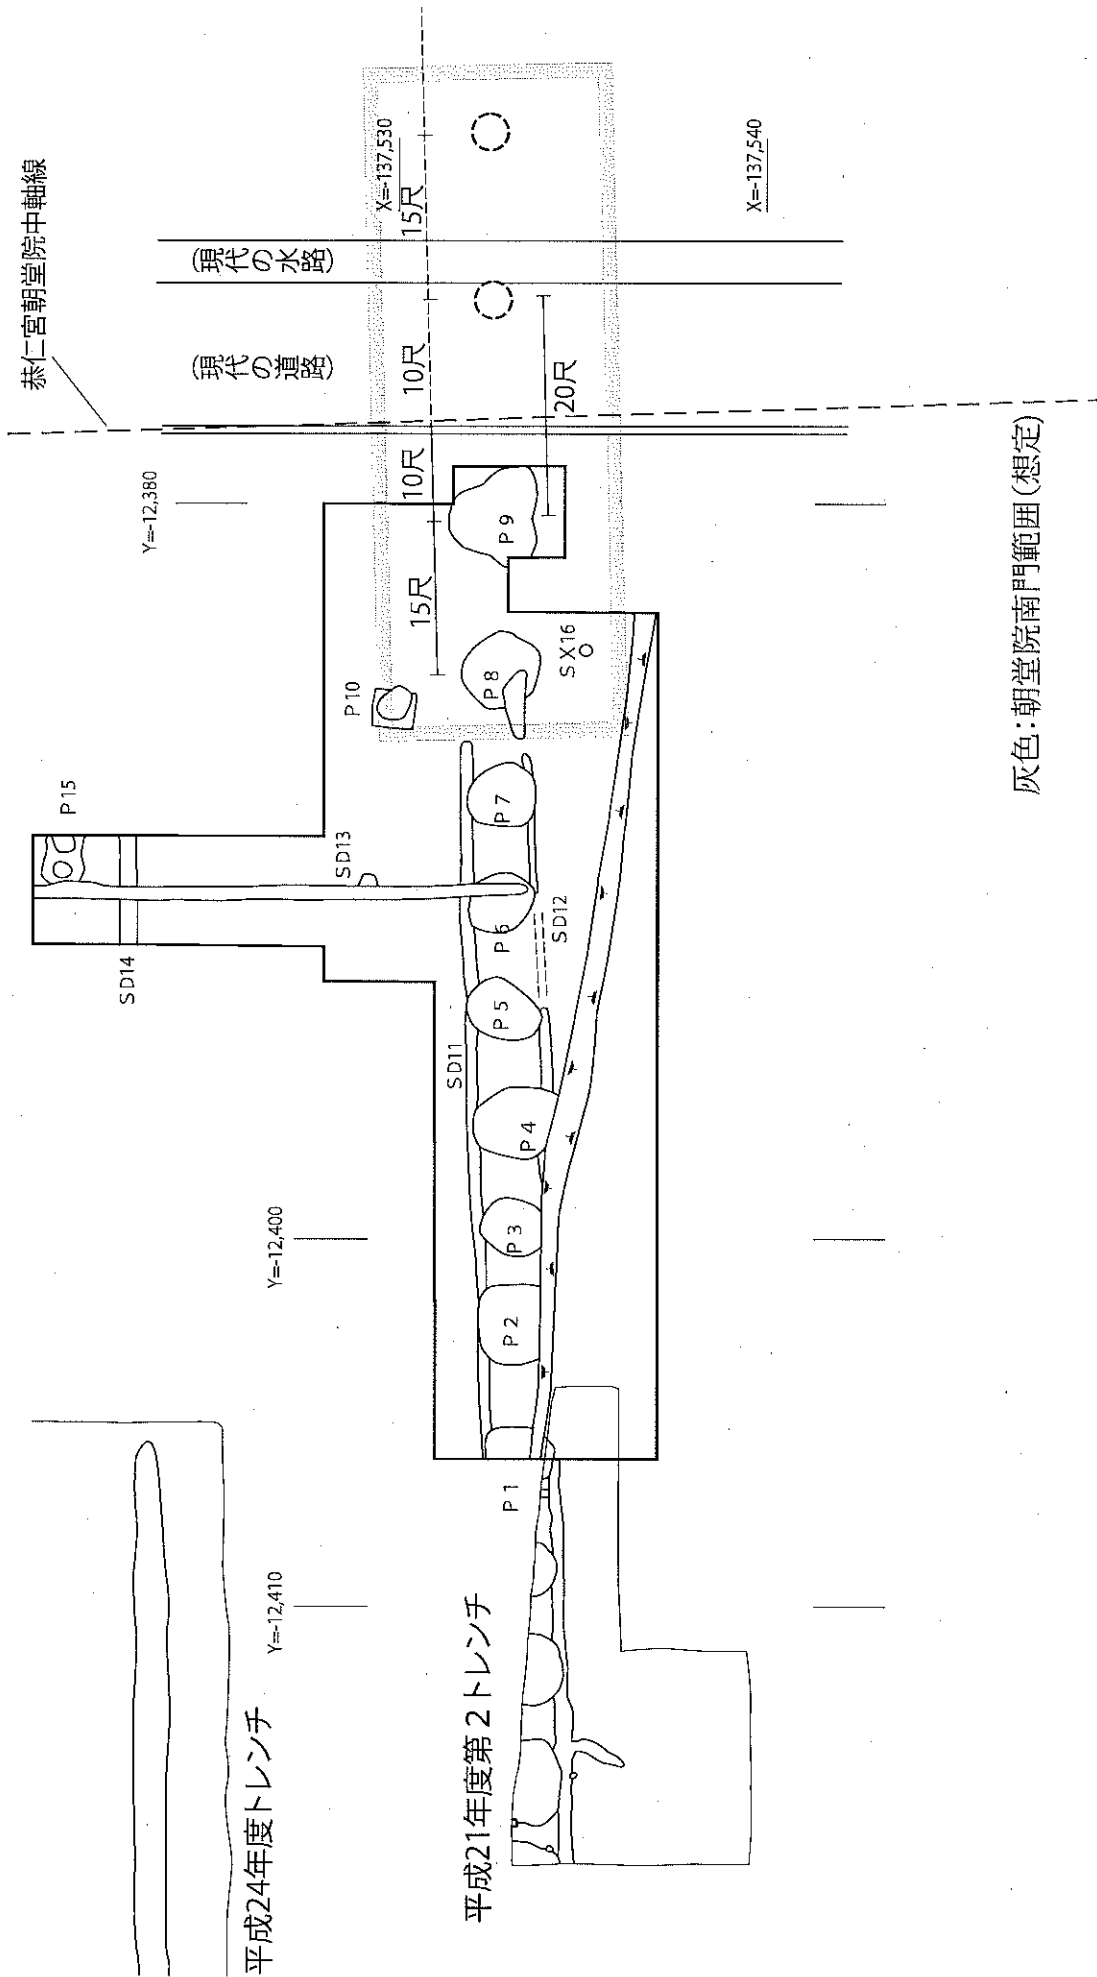 恭仁宮朝堂院中軸線
(現代の水路)
(現代の道路)
X=-137,530
X=-137,540
15尺
10尺
10尺
15尺
20尺
Y=-12,380
Y=-12,400
Y=-12,410
P15
SD14
SD13
P10
P9
P8
SX16
P7
P6
SD12
P5
SD11
P4
P3
P2
P1
平成24年度トレンチ
平成21年度第2トレンチ
灰色：朝堂院南門範囲(想定)